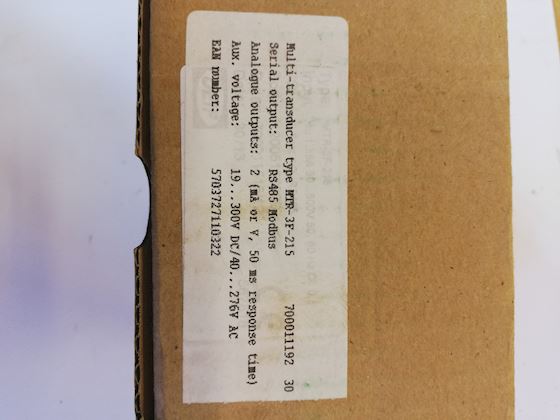 Multi-transducer type MTR-3F-215 700011192 30
Serial output: RS485 Modbus
Analogue outputs: 2 (mA or V, 50 ms response time)
Aux. voltage: 19...300V DC/40...276V AC
EAN number: 5703727110322